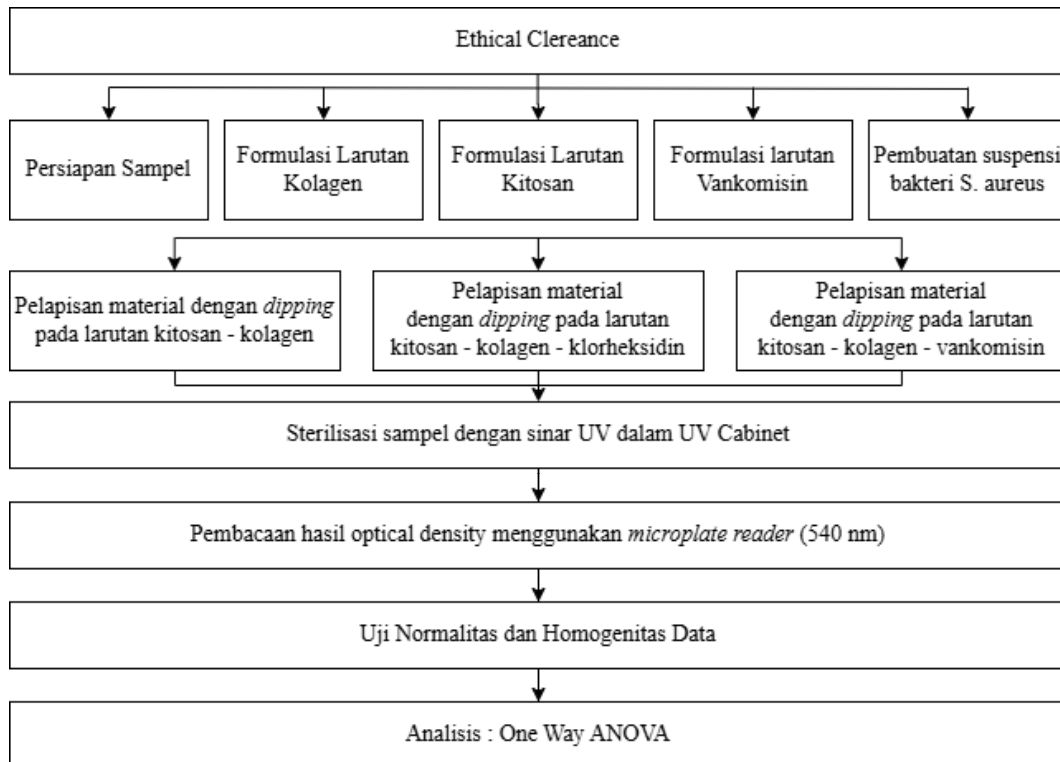 Ethical Clereance
Persiapan Sampel
Formulasi Larutan
Kolagen
Formulasi Larutan
Kitosan
Formulasi larutan
Vankomisin
Pembuatan suspensi
bakteri S. aureus
Pelapisan material dengan dipping
pada larutan kitosan - kolagen
Pelapisan material
dengan dipping pada larutan
kitosan - kolagen - klorheksidin
Pelapisan material
dengan dipping pada larutan
kitosan - kolagen - vankomisin
Sterilisasi sampel dengan sinar UV dalam UV Cabinet
Pembacaan hasil optical density menggunakan microplate reader (540 nm)
Uji Normalitas dan Homogenitas Data
Analisis : One Way ANOVA